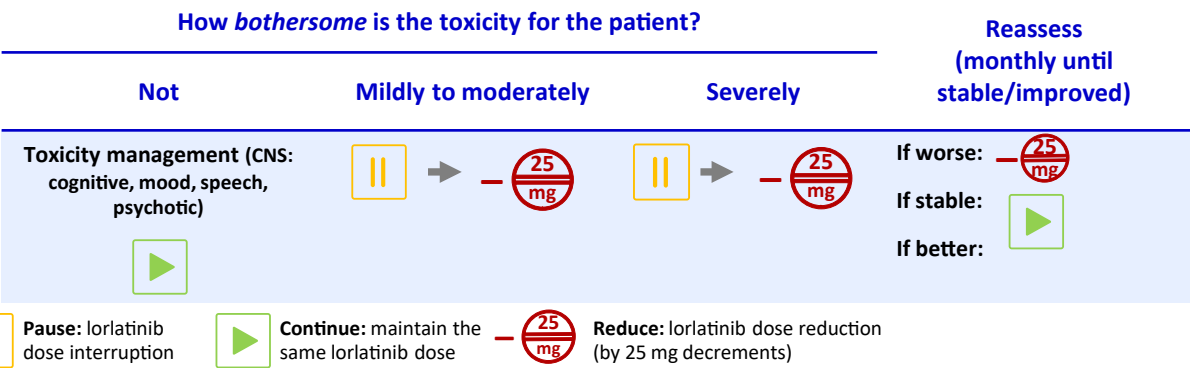 How bothersome is the toxicity for the patient?
Reassess
(monthly until
stable/improved)
Not
Mildly to moderately
Severely
Toxicity management (CNS:
cognitive, mood, speech,
psychotic)
– 25
mg
– 25
mg
If worse: – 25
mg
If stable:
If better:
Pause: lorlatinib
dose interruption
Continue: maintain the
same lorlatinib dose
– 25
mg
Reduce: lorlatinib dose reduction
(by 25 mg decrements)